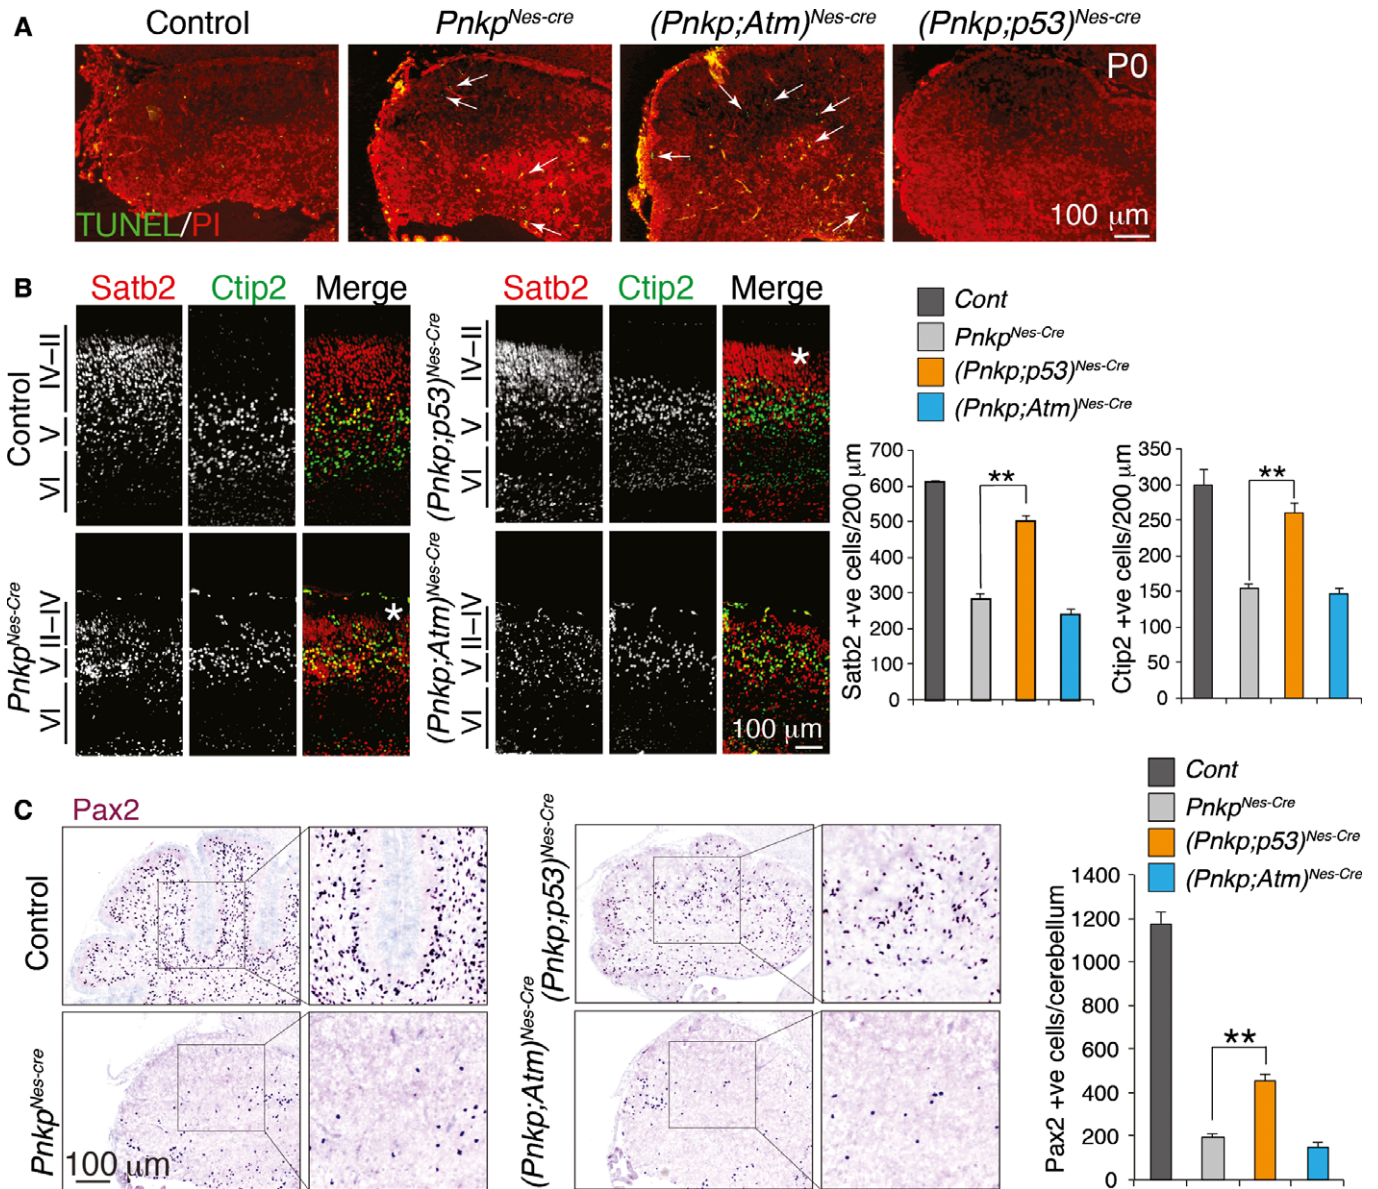 A
Control
Pnkp^Nes-cre
(Pnkp;Atm)^Nes-cre
(Pnkp;p53)^Nes-cre
P0
TUNEL/PI
100 µm
B
Satb2
Ctip2
Merge
Satb2
Ctip2
Merge
Control
IV–II
V
VI
(Pnkp;p53)^Nes-Cre
IV–II
V
VI
*
Pnkp^Nes-Cre
II–IV
V
VI
*
(Pnkp;Atm)^Nes-Cre
II–IV
V
VI
100 µm
Cont
Pnkp^Nes-Cre
(Pnkp;p53)^Nes-Cre
(Pnkp;Atm)^Nes-Cre
Satb2 +ve cells/200 µm
700
600
500
400
300
200
100
0
**
Ctip2 +ve cells/200 µm
350
300
250
200
150
100
50
0
**
C
Pax2
Control
(Pnkp;p53)^Nes-Cre
Pnkp^Nes-cre
100 µm
(Pnkp;Atm)^Nes-Cre
Cont
Pnkp^Nes-Cre
(Pnkp;p53)^Nes-Cre
(Pnkp;Atm)^Nes-Cre
Pax2 +ve cells/cerebellum
1400
1200
1000
800
600
400
200
0
**